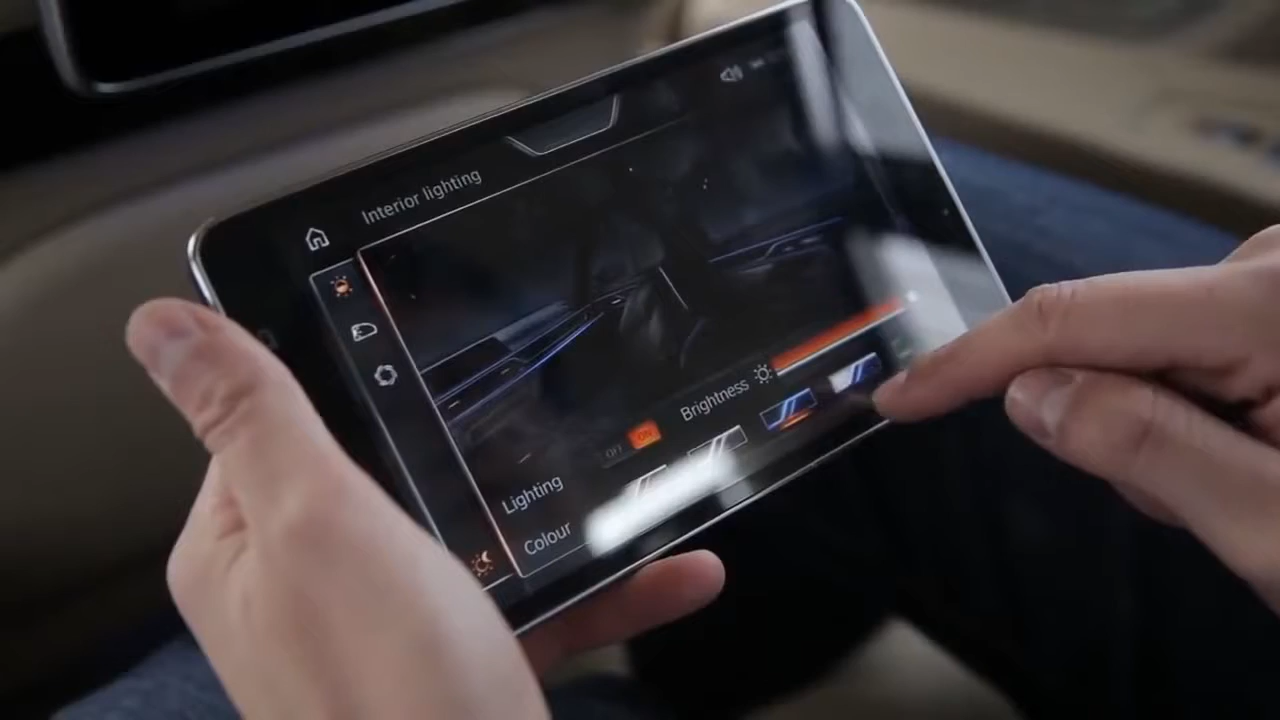 Interior lighting
Brightness
OFF ON
Lighting
Colour